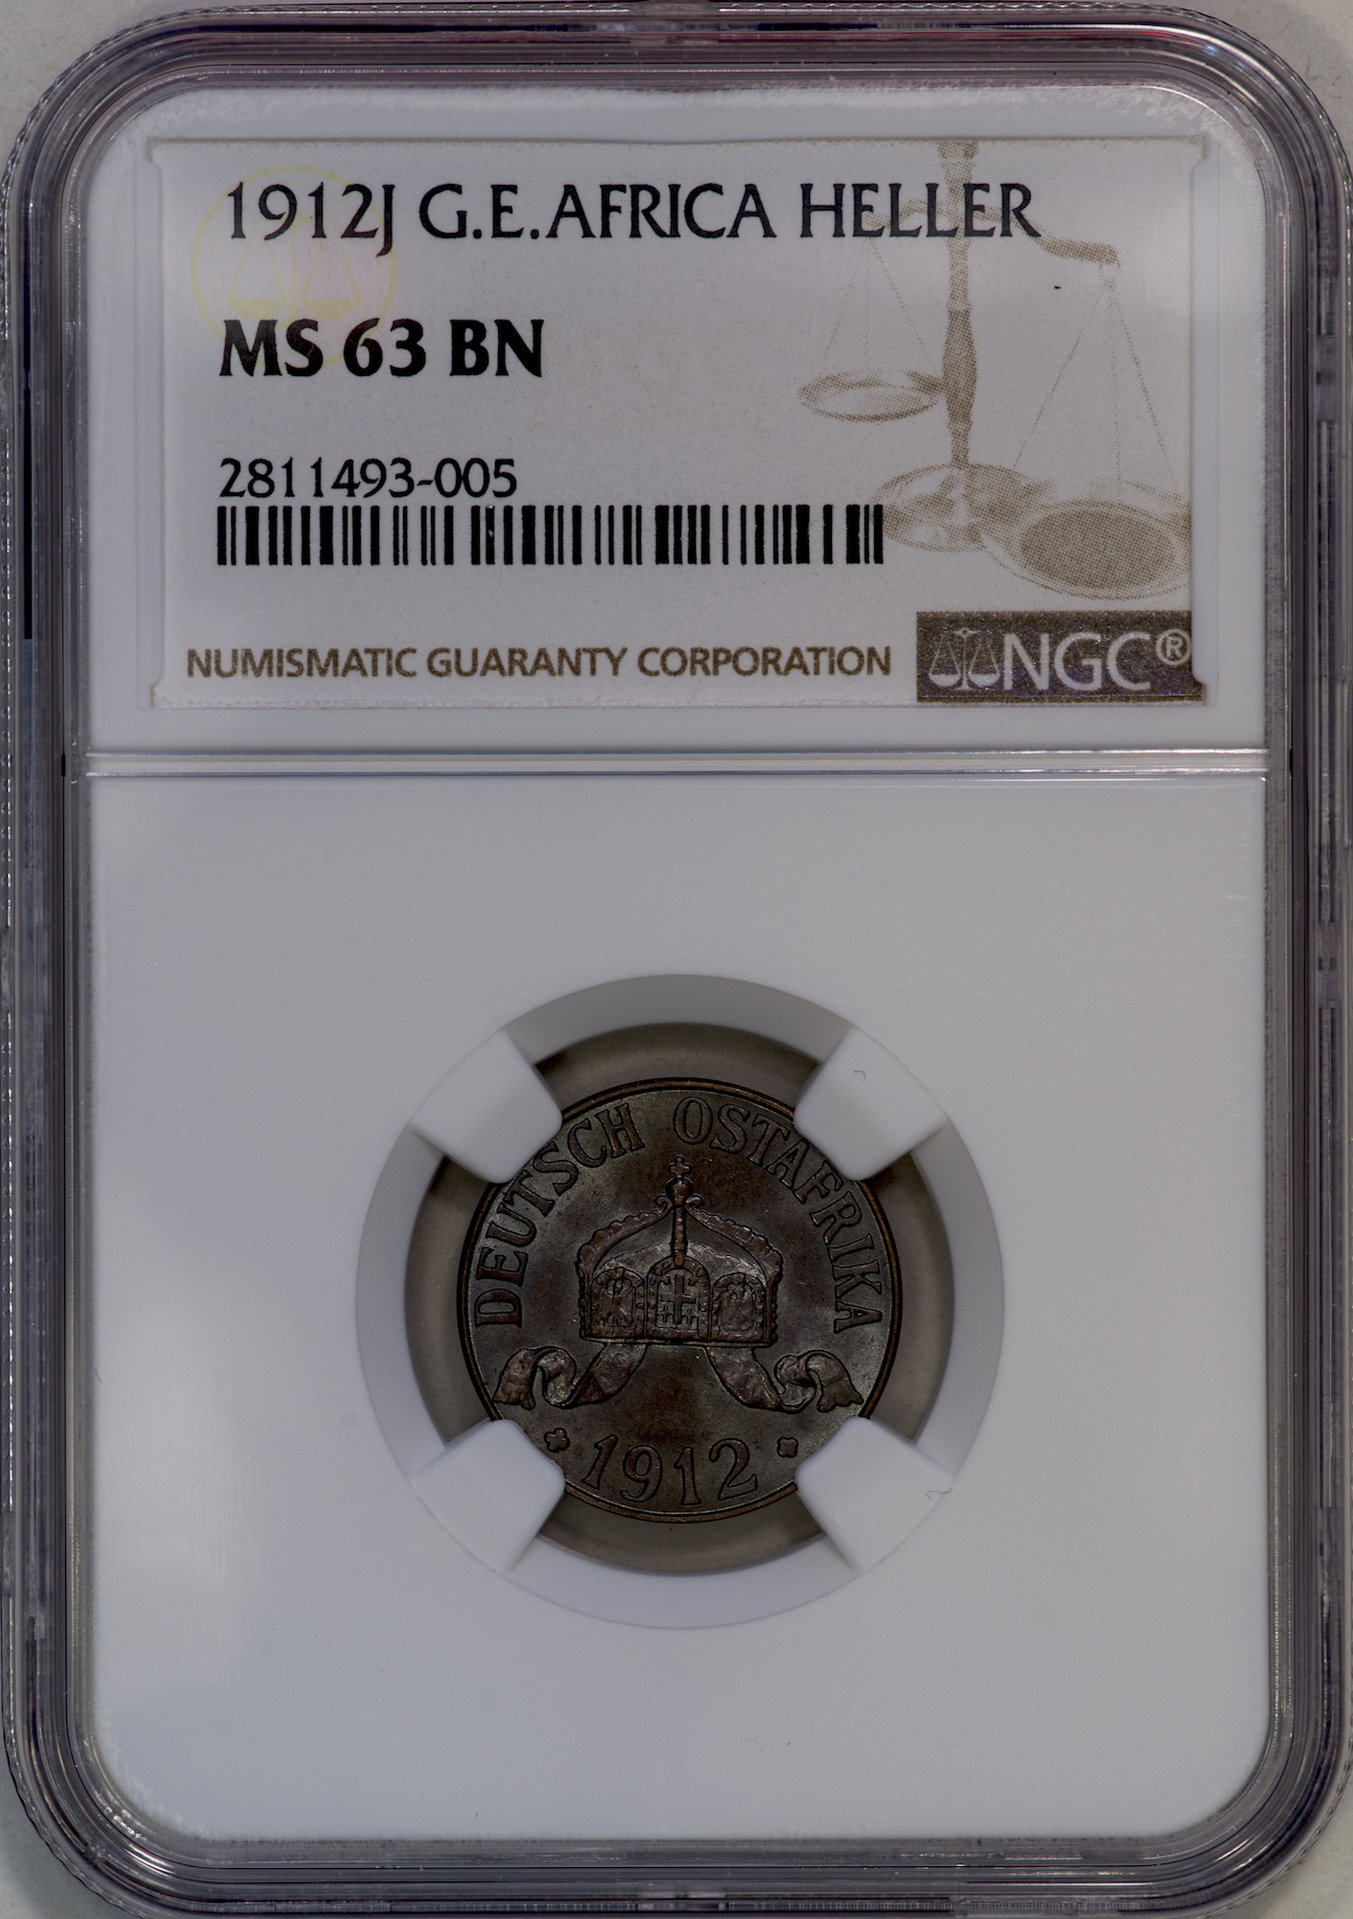 1912J G.E.AFRICA HELLER
MS 63 BN
2811493-005
NUMISMATIC GUARANTY CORPORATION
NGC®
DEUTSCH OSTAFRIKA
1912